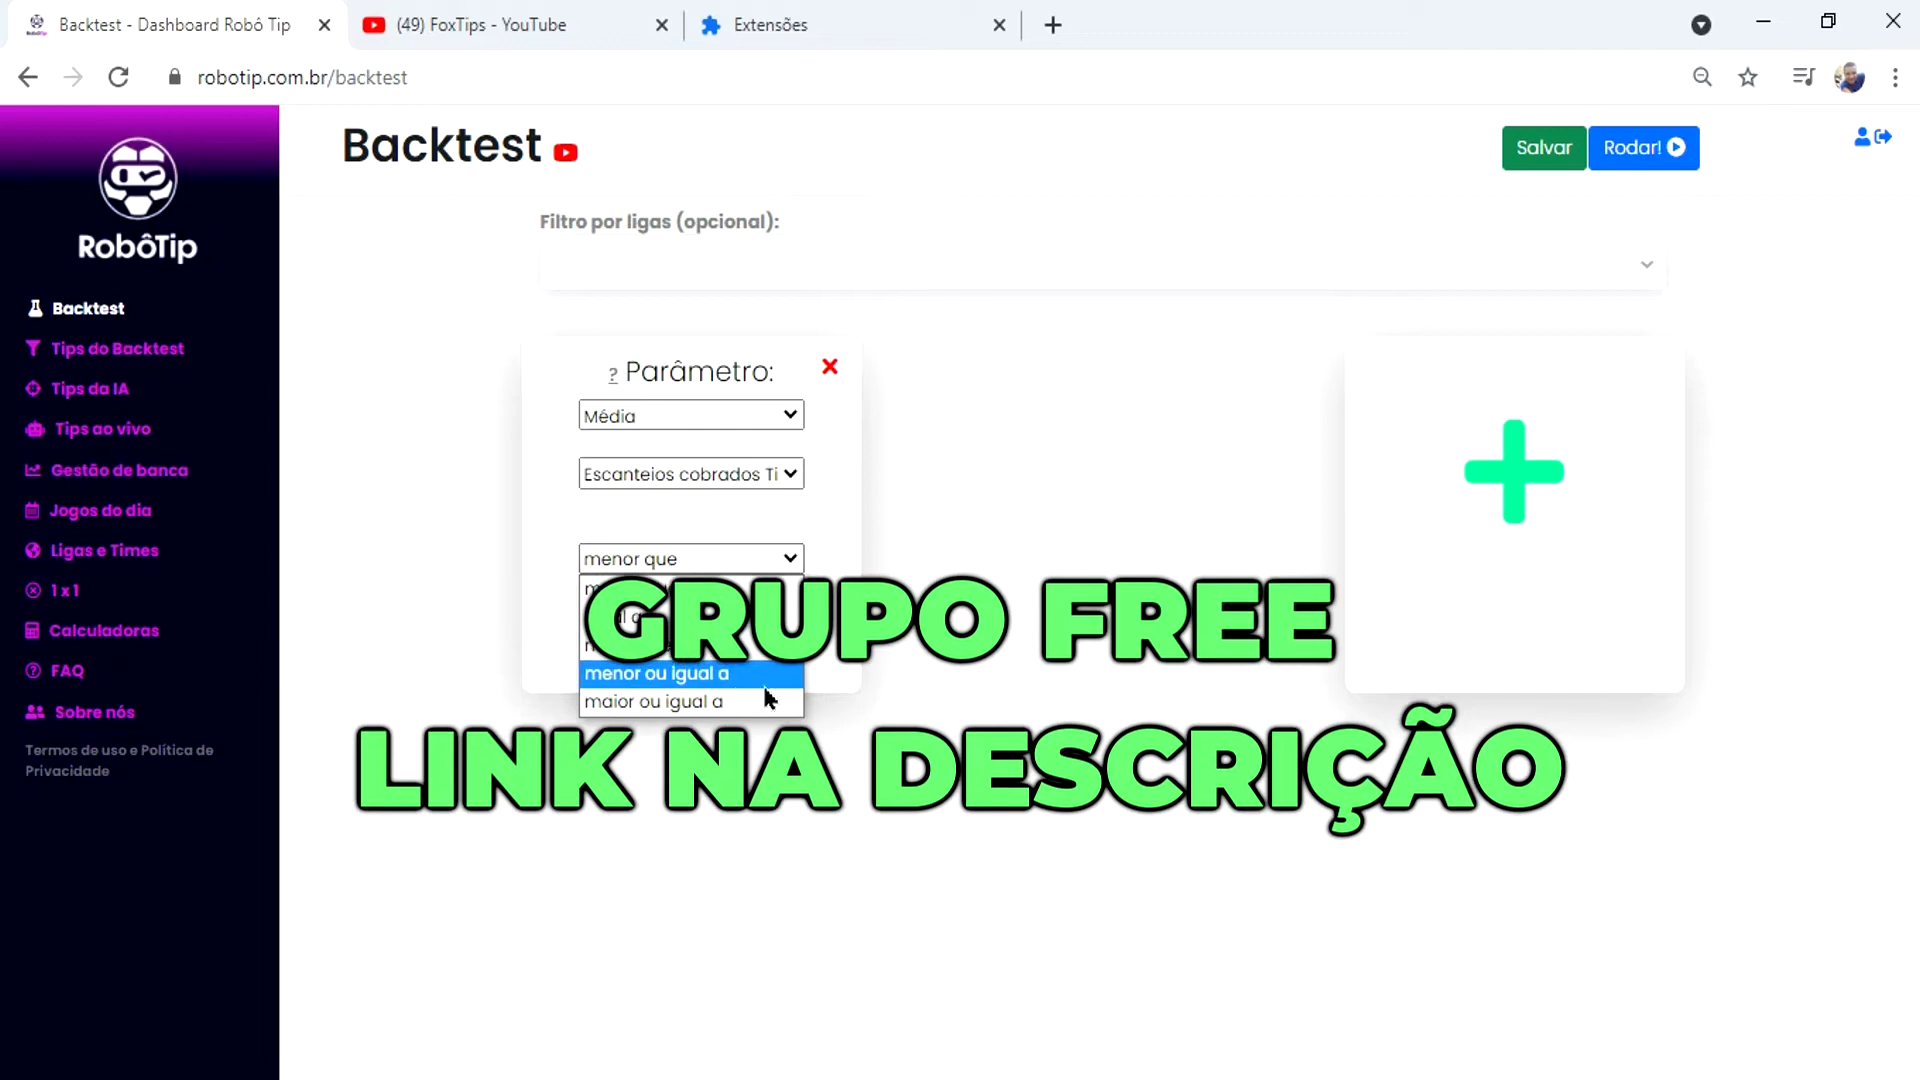 Backtest - Dashboard Robô Tip
(49) FoxTips - YouTube
Extensões
robotip.com.br/backtest
RobôTip
Backtest
Tips do Backtest
Tips da IA
Tips ao vivo
Gestão de banca
Jogos do dia
Ligas e Times
1 x 1
Calculadoras
FAQ
Sobre nós
Termos de uso e Política de
Privacidade
Backtest
Salvar
Rodar!
Filtro por ligas (opcional):
? Parâmetro:
Média
Escanteios cobrados Ti
menor que
menor ou igual a
maior ou igual a
GRUPO FREE
LINK NA DESCRIÇÃO